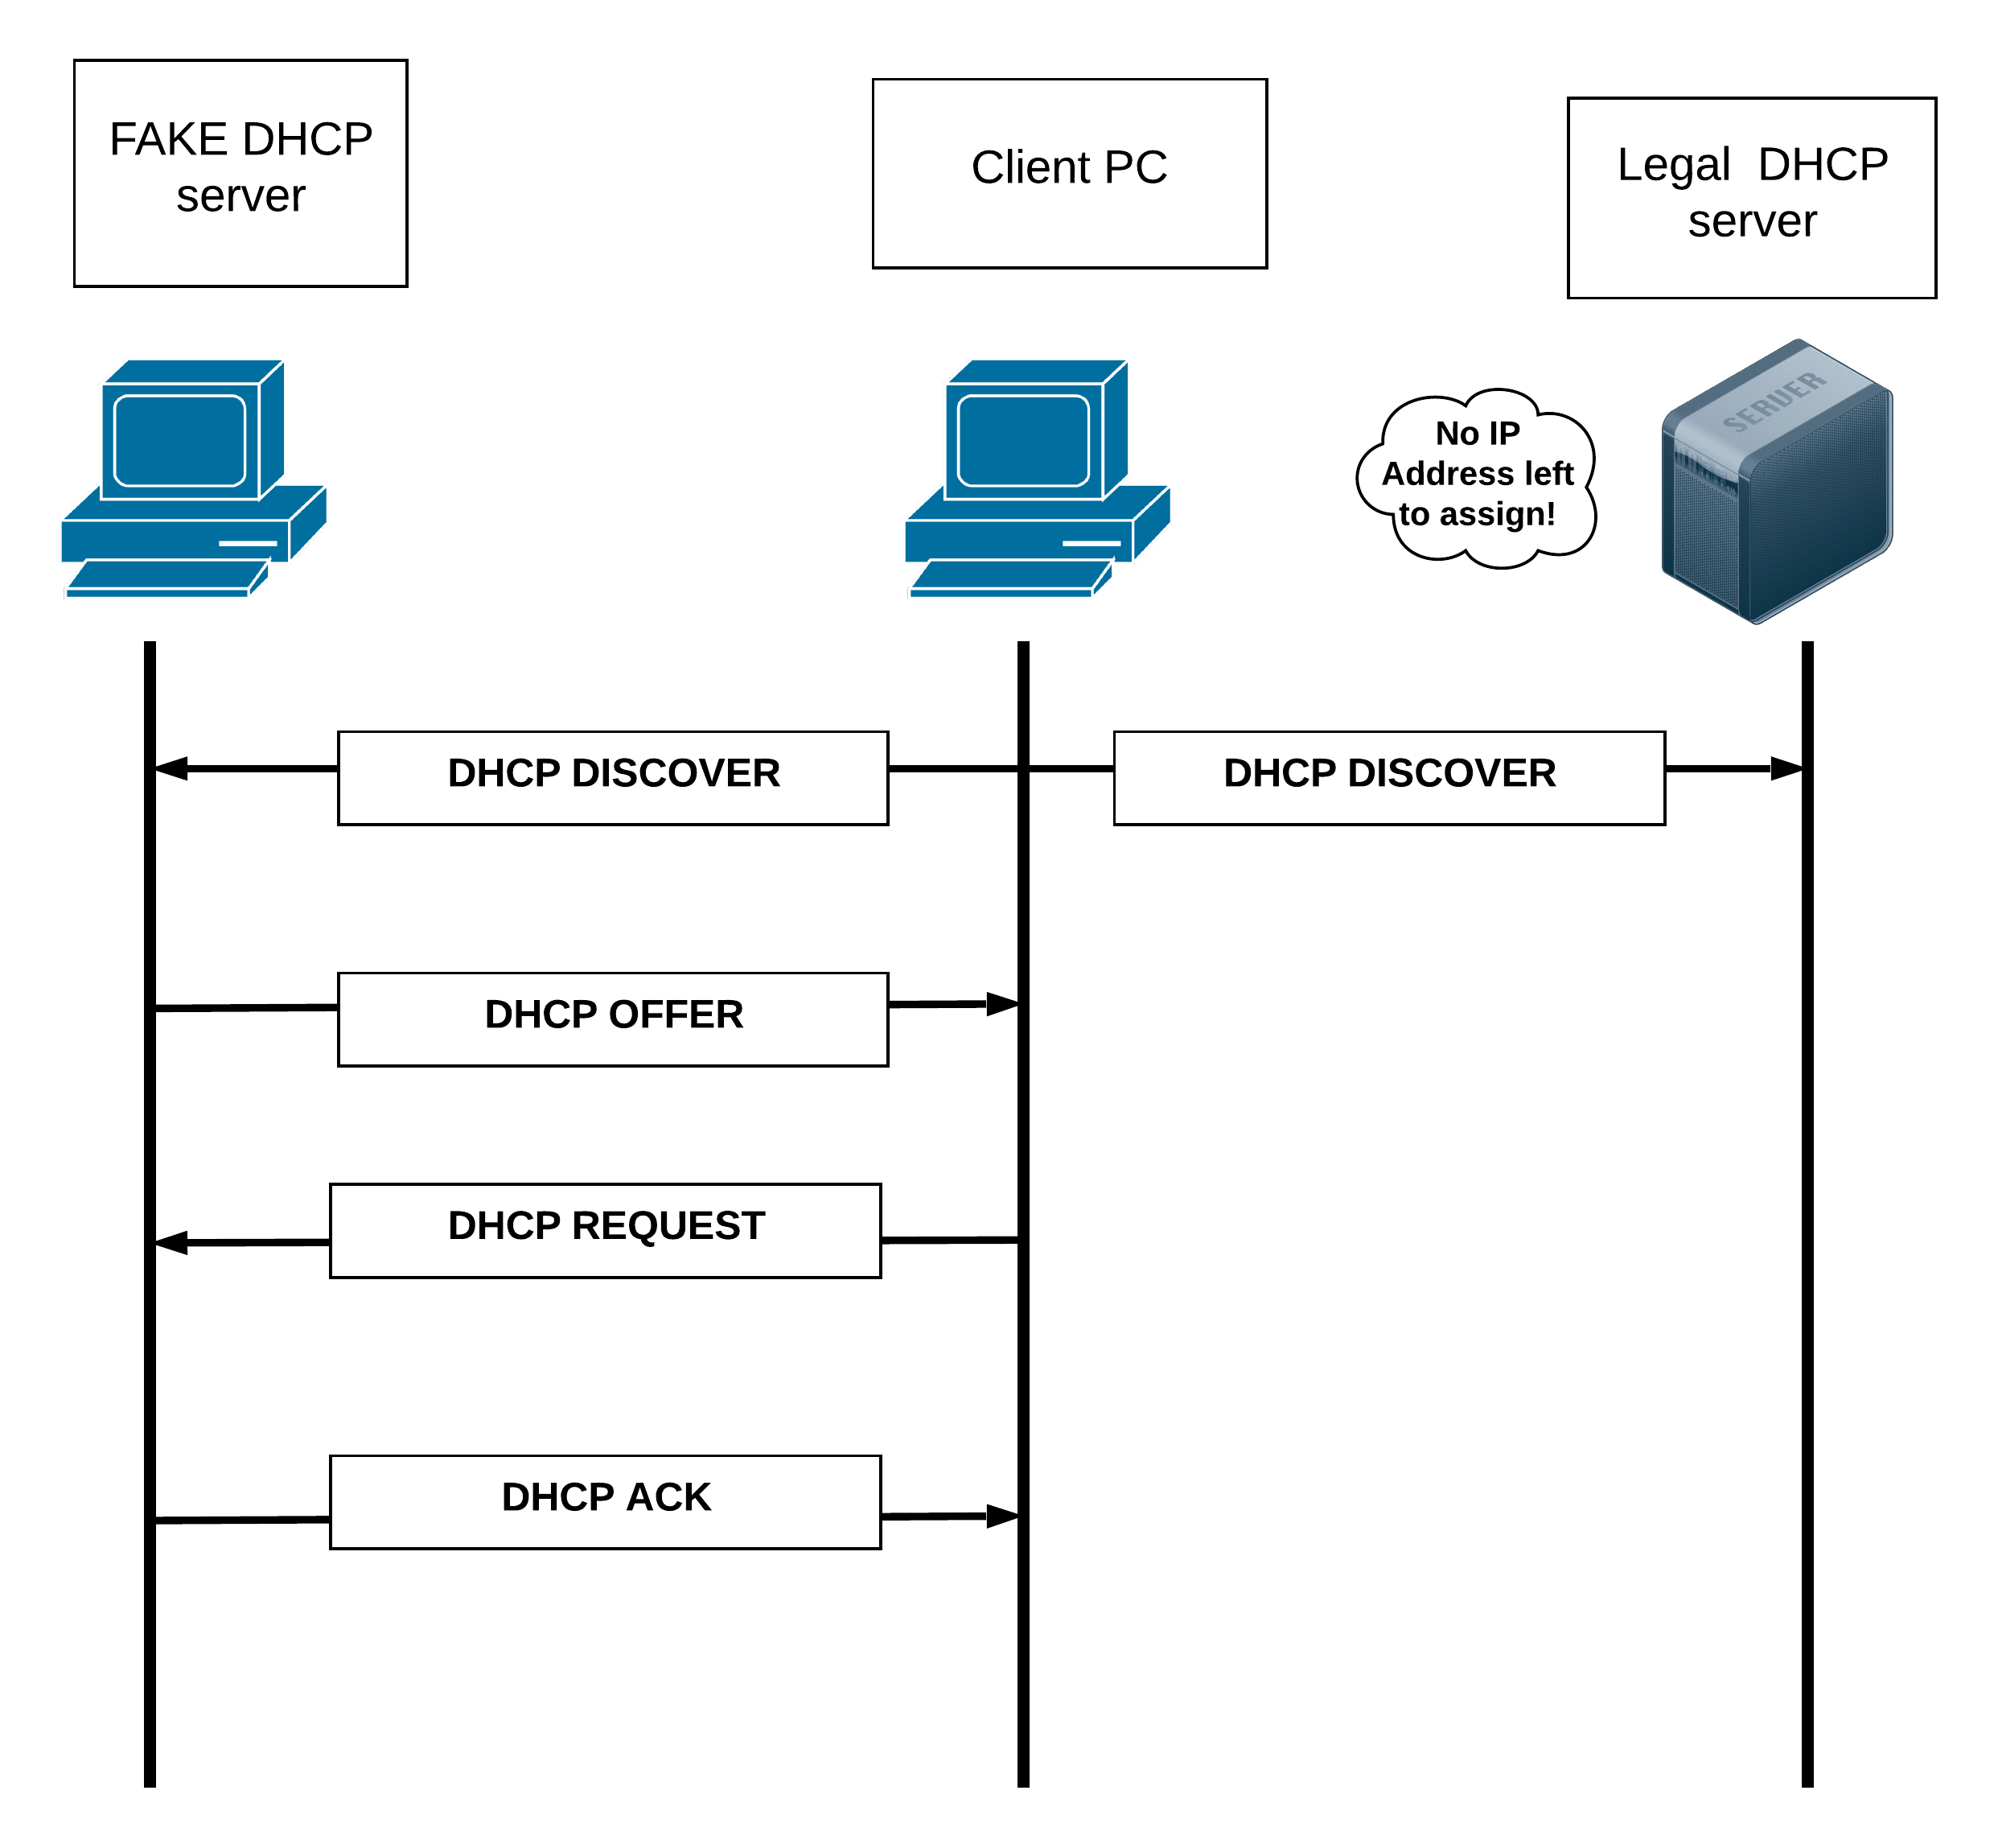 FAKE DHCP
server
Client PC
Legal DHCP
server
No IP
Address left
to assign!
SERVER
DHCP DISCOVER
DHCP DISCOVER
DHCP OFFER
DHCP REQUEST
DHCP ACK